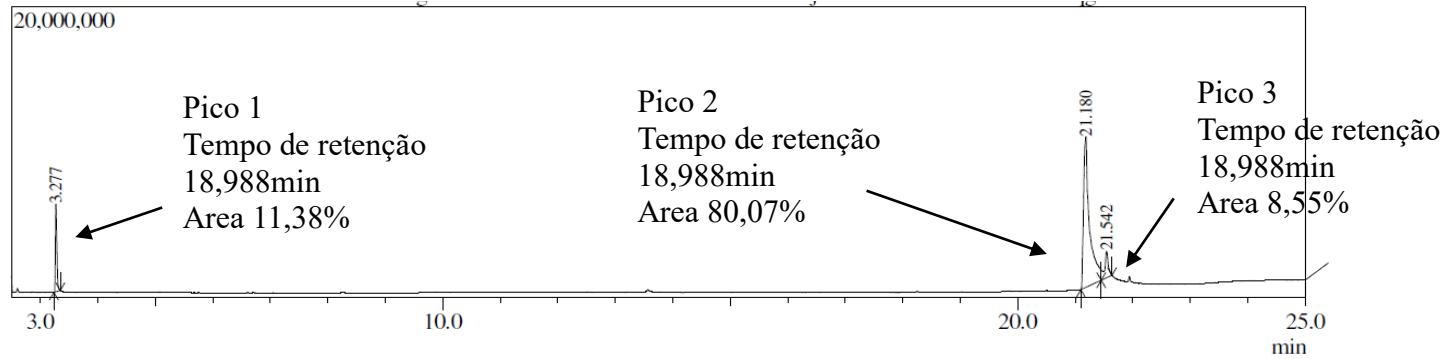 20,000,000
Pico 1
Tempo de retenção
18,988min
Area 11,38%
Pico 2
Tempo de retenção
18,988min
Area 80,07%
Pico 3
Tempo de retenção
18,988min
Area 8,55%
3.277
21.180
21.542
3.0
10.0
20.0
25.0
min